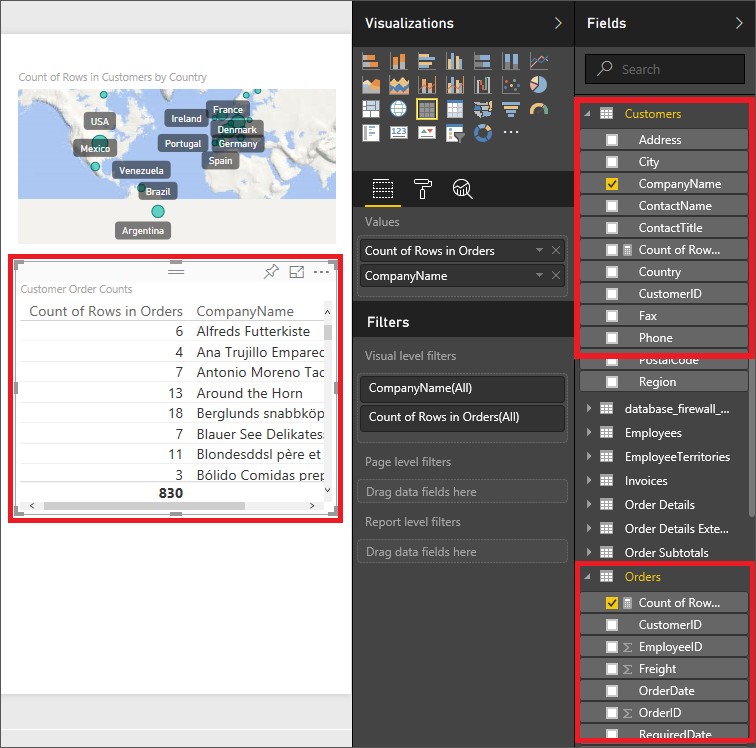 Count of Rows in Customers by Country
USA
Mexico
Ireland
France
Denmark
Portugal
Germany
Spain
Venezuela
Brazil
Argentina
Customer Order Counts
Count of Rows in Orders CompanyName
6 Alfreds Futterkiste
4 Ana Trujillo Empared
7 Antonio Moreno Tac
13 Around the Horn
18 Berglunds snabbköp
7 Blauer See Delikates
11 Blondesddsl père et
3 Bólido Comidas prep
830
Visualizations
123
Values
Count of Rows in Orders
CompanyName
Filters
Visual level filters
CompanyName(All)
Count of Rows in Orders(All)
Page level filters
Drag data fields here
Report level filters
Drag data fields here
Fields
Search
Customers
Address
City
CompanyName
ContactName
ContactTitle
Count of Row...
Country
CustomerID
Fax
Phone
PostalCode
Region
database_firewall_...
Employees
EmployeeTerritories
Invoices
Order Details
Order Details Exte...
Order Subtotals
Orders
Count of Row...
CustomerID
EmployeeID
Freight
OrderDate
OrderID
RequiredDate